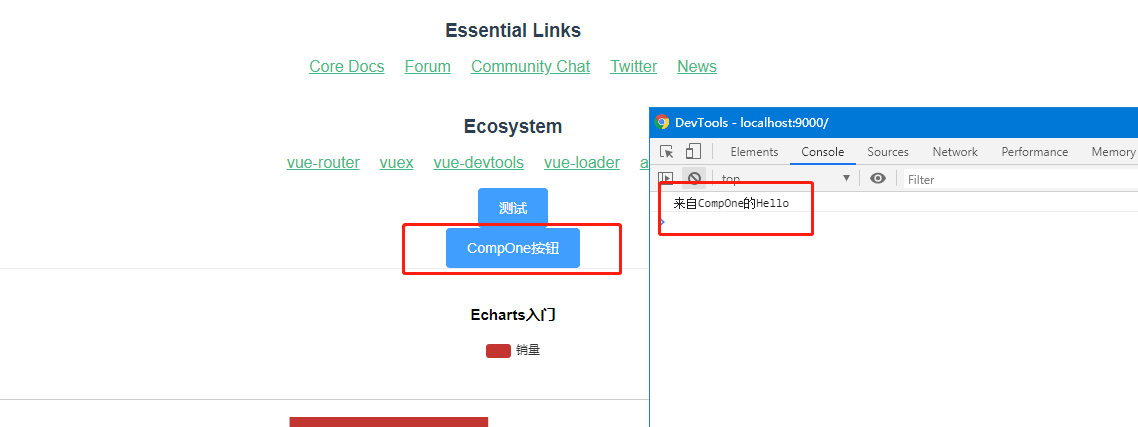 Essential Links
Core Docs Forum Community Chat Twitter News
Ecosystem
vue-router vuex vue-devtools vue-loader a
测试
CompOne按钮
Echarts入门
销量
DevTools - localhost:9000/
Elements Console Sources Network Performance Memory
top Filter
来自CompOne的Hello